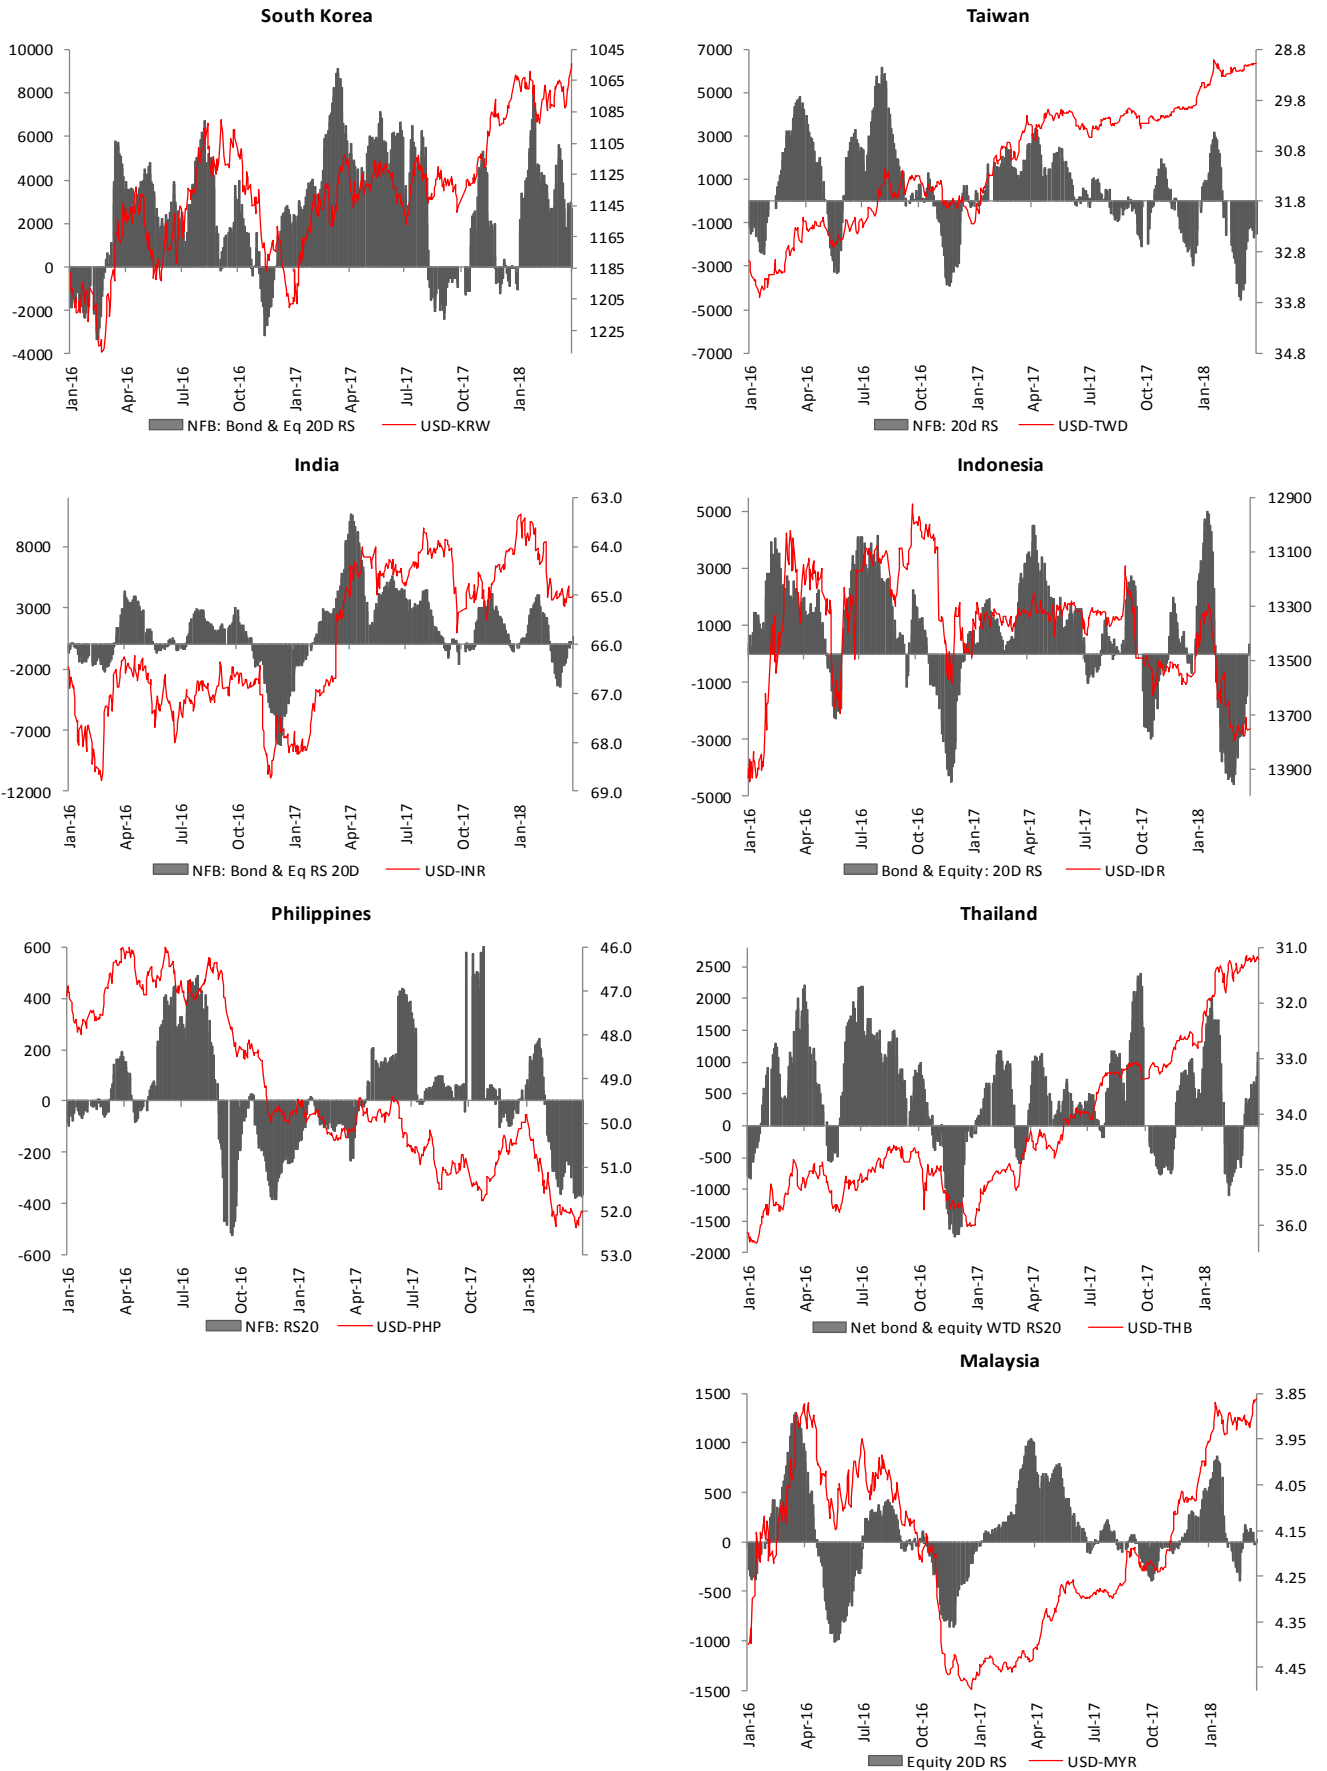 South Korea
10000
8000
6000
4000
2000
0
-2000
-4000
1045
1065
1085
1105
1125
1145
1165
1185
1205
1225
Jan-16
Apr-16
Jul-16
Oct-16
Jan-17
Apr-17
Jul-17
Oct-17
Jan-18
NFB: Bond & Eq 20D RS
USD-KRW
Taiwan
7000
5000
3000
1000
-1000
-3000
-5000
-7000
28.8
29.8
30.8
31.8
32.8
33.8
34.8
Jan-16
Apr-16
Jul-16
Oct-16
Jan-17
Apr-17
Jul-17
Oct-17
Jan-18
NFB: 20d RS
USD-TWD
India
8000
3000
-2000
-7000
-12000
63.0
64.0
65.0
66.0
67.0
68.0
69.0
Jan-16
Apr-16
Jul-16
Oct-16
Jan-17
Apr-17
Jul-17
Oct-17
Jan-18
NFB: Bond & Eq RS 20D
USD-INR
Indonesia
5000
3000
1000
-1000
-3000
-5000
12900
13100
13300
13500
13700
13900
Jan-16
Apr-16
Jul-16
Oct-16
Jan-17
Apr-17
Jul-17
Oct-17
Jan-18
Bond & Equity: 20D RS
USD-IDR
Philippines
600
400
200
0
-200
-400
-600
46.0
47.0
48.0
49.0
50.0
51.0
52.0
53.0
Jan-16
Apr-16
Jul-16
Oct-16
Jan-17
Apr-17
Jul-17
Oct-17
Jan-18
NFB: RS20
USD-PHP
Thailand
2500
2000
1500
1000
500
0
-500
-1000
-1500
-2000
31.0
32.0
33.0
34.0
35.0
36.0
Jan-16
Apr-16
Jul-16
Oct-16
Jan-17
Apr-17
Jul-17
Oct-17
Jan-18
Net bond & equity WTD RS20
USD-THB
Malaysia
1500
1000
500
0
-500
-1000
-1500
3.85
3.95
4.05
4.15
4.25
4.35
4.45
Jan-16
Apr-16
Jul-16
Oct-16
Jan-17
Apr-17
Jul-17
Oct-17
Jan-18
Equity 20D RS
USD-MYR